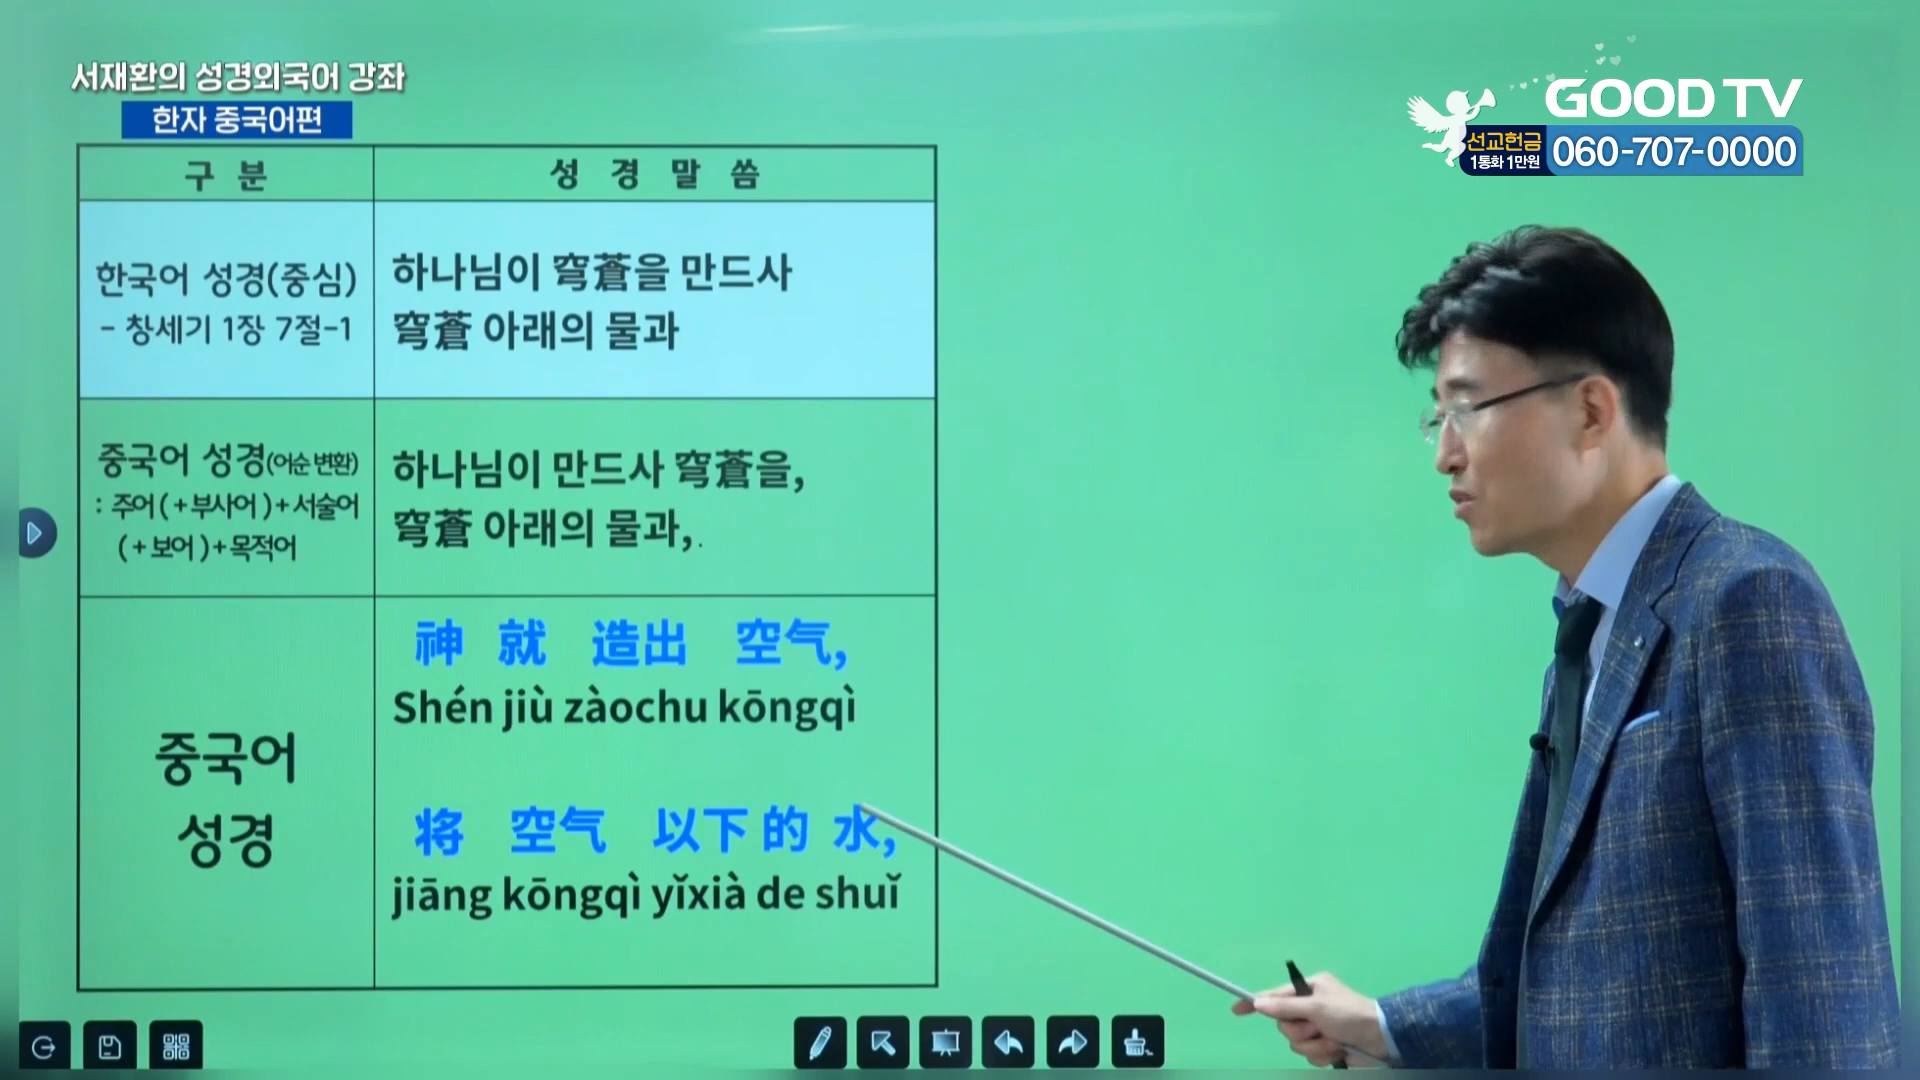 서재환의 성경외국어 강좌
한자 중국어편
GOOD TV
선교헌금
1통화 1만원
060-707-0000
구 분
성 경 말 씀
한국어 성경(중심)
- 창세기 1장 7절-1
하나님이 穹蒼을 만드사
穹蒼 아래의 물과
중국어 성경(어순 변환)
: 주어 ( + 부사어 ) + 서술어
( + 보어 ) + 목적어
하나님이 만드사 穹蒼을,
穹蒼 아래의 물과, .
중국어
성경
神 就 造出 空气,
Shén jiù zàochu kōngqì
将 空气 以下 的 水,
jiāng kōngqì yǐxià de shuǐ